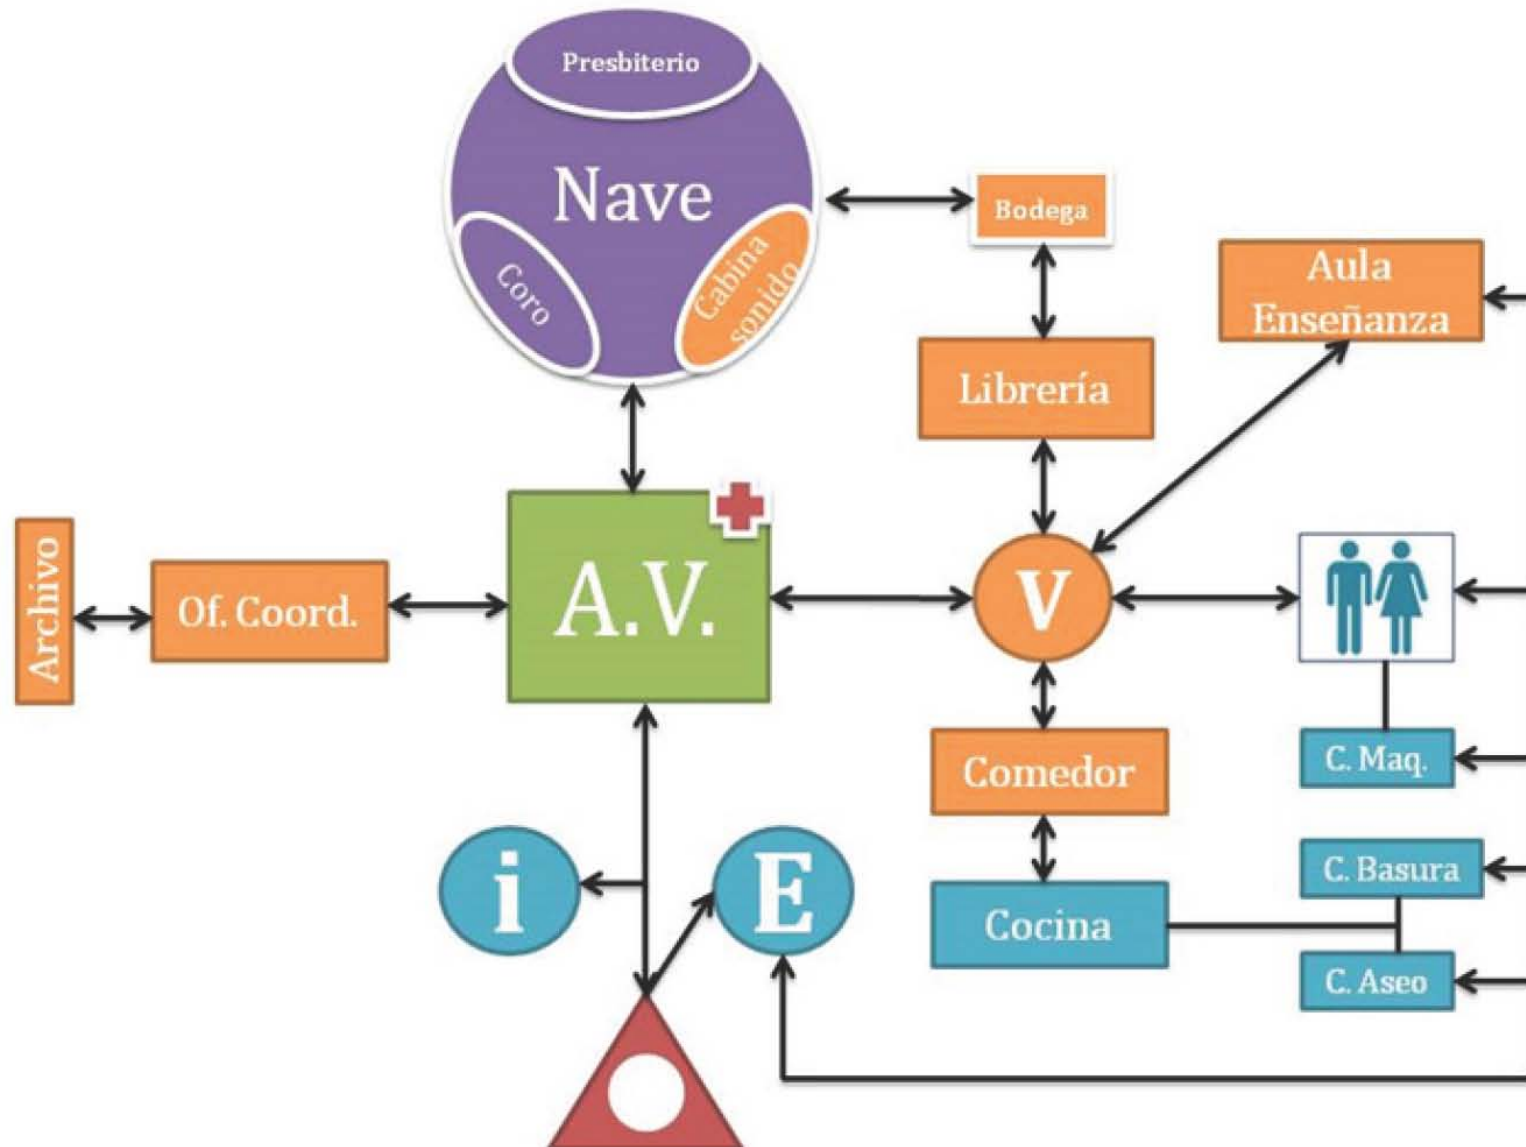 Presbiterio
Nave
Coro
Cabina
sonido
Bodega
Aula
Enseñanza
Librería
Archivo
Of. Coord.
A.V.
V
Comedor
C. Maq.
i
E
Cocina
C. Basura
C. Aseo